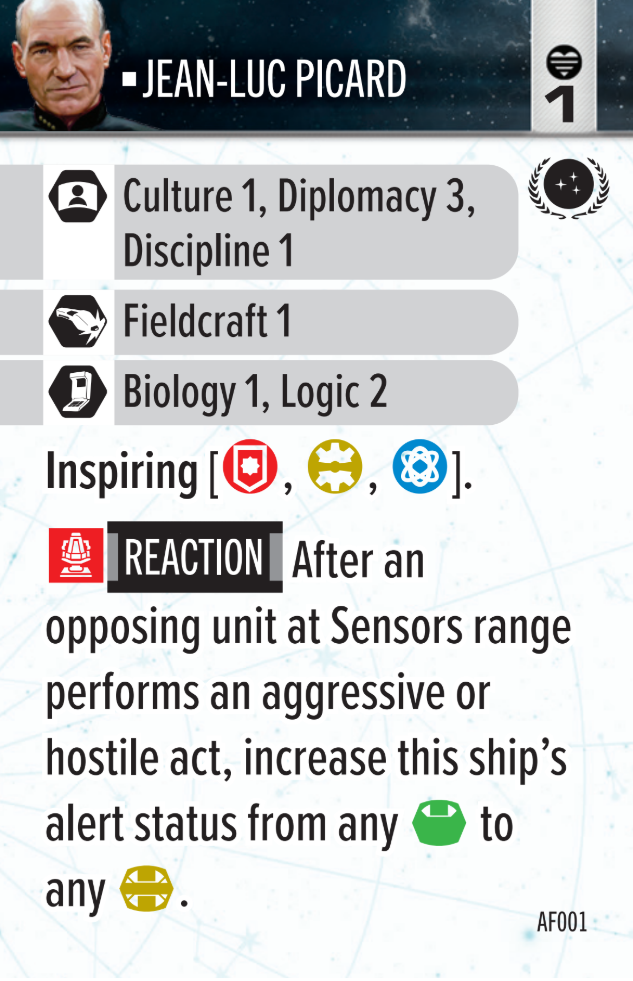 ▪ JEAN-LUC PICARD
1
Culture 1, Diplomacy 3,
Discipline 1
Fieldcraft 1
Biology 1, Logic 2
Inspiring [ , , ].
REACTION After an
opposing unit at Sensors range
performs an aggressive or
hostile act, increase this ship’s
alert status from any to
any .
AF001